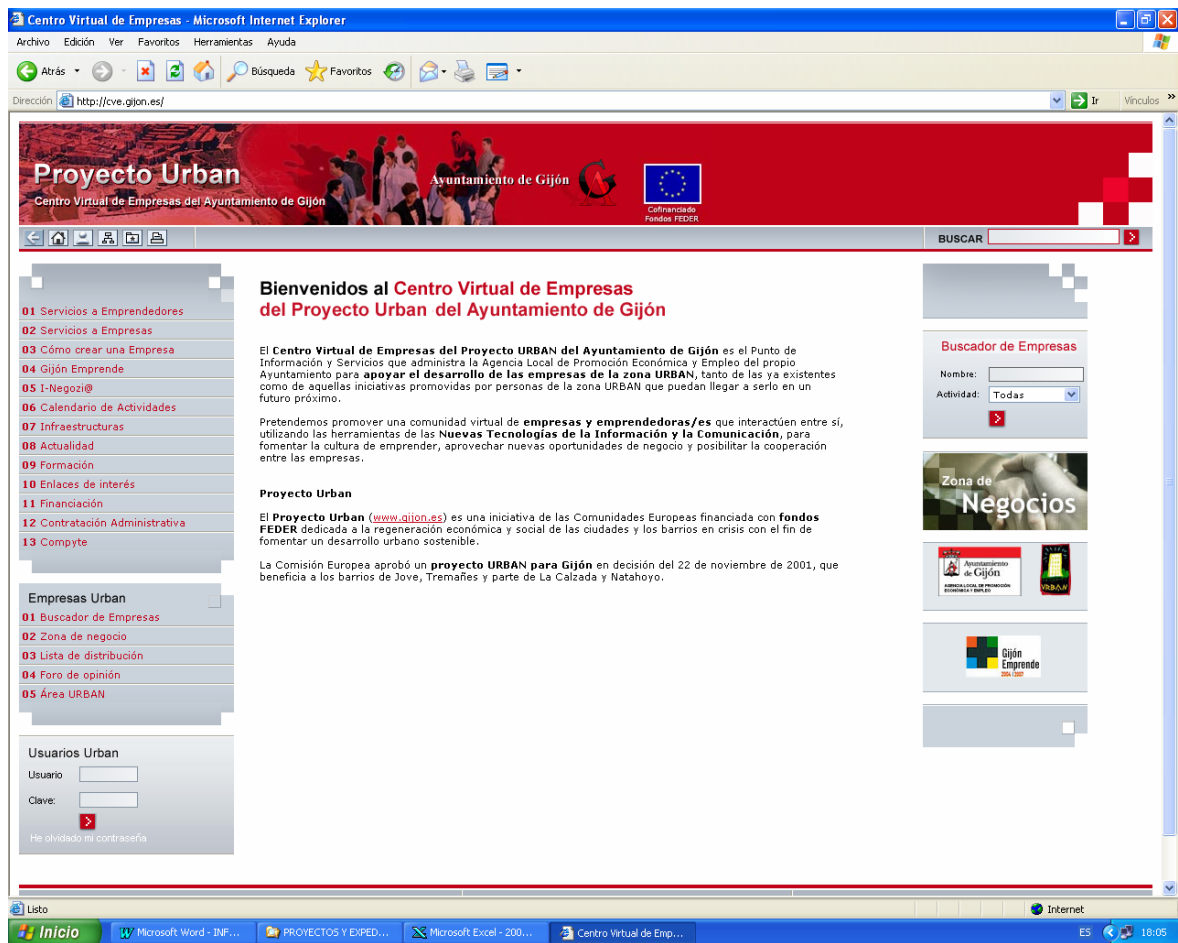 Centro Virtual de Empresas - Microsoft Internet Explorer
Archivo Edición Ver Favoritos Herramientas Ayuda
Atrás Búsqueda Favoritos
Dirección http://cve.gijon.es/ Ir Vínculos »
Proyecto Urban
Centro Virtual de Empresas del Ayuntamiento de Gijón
Ayuntamiento de Gijón
Cofinanciado
Fondos FEDER
BUSCAR
01 Servicios a Emprendedores
02 Servicios a Empresas
03 Cómo crear una Empresa
04 Gijón Emprende
05 I-Negozi@
06 Calendario de Actividades
07 Infraestructuras
08 Actualidad
09 Formación
10 Enlaces de interés
11 Financiación
12 Contratación Administrativa
13 Compyte
Empresas Urban
01 Buscador de Empresas
02 Zona de negocio
03 Lista de distribución
04 Foro de opinión
05 Área URBAN
Usuarios Urban
Usuario
Clave:
He olvidado mi contraseña
Bienvenidos al Centro Virtual de Empresas
del Proyecto Urban del Ayuntamiento de Gijón
El Centro Virtual de Empresas del Proyecto URBAN del Ayuntamiento de Gijón es el Punto de
Información y Servicios que administra la Agencia Local de Promoción Económica y Empleo del propio
Ayuntamiento para apoyar el desarrollo de las empresas de la zona URBAN, tanto de las ya existentes
como de aquellas iniciativas promovidas por personas de la zona URBAN que puedan llegar a serlo en un
futuro próximo.
Pretendemos promover una comunidad virtual de empresas y emprendedoras/es que interactúen entre sí,
utilizando las herramientas de las Nuevas Tecnologías de la Información y la Comunicación, para
fomentar la cultura de emprender, aprovechar nuevas oportunidades de negocio y posibilitar la cooperación
entre las empresas.
Proyecto Urban
El Proyecto Urban (www.gijon.es) es una iniciativa de las Comunidades Europeas financiada con fondos
FEDER dedicada a la regeneración económica y social de las ciudades y los barrios en crisis con el fin de
fomentar un desarrollo urbano sostenible.
La Comisión Europea aprobó un proyecto URBAN para Gijón en decisión del 22 de noviembre de 2001, que
beneficia a los barrios de Jove, Tremañes y parte de La Calzada y Natahoyo.
Buscador de Empresas
Nombre:
Actividad: Todas
Zona de
Negocios
Ayuntamiento
de Gijón
AGENCIA LOCAL DE PROMOCIÓN
ECONÓMICA Y EMPLEO
URBAN
Gijón
Emprende
2004 / 2007
Listo Internet
Inicio Microsoft Word - INF... PROYECTOS Y EXPED... Microsoft Excel - 200... Centro Virtual de Emp... ES 18:05